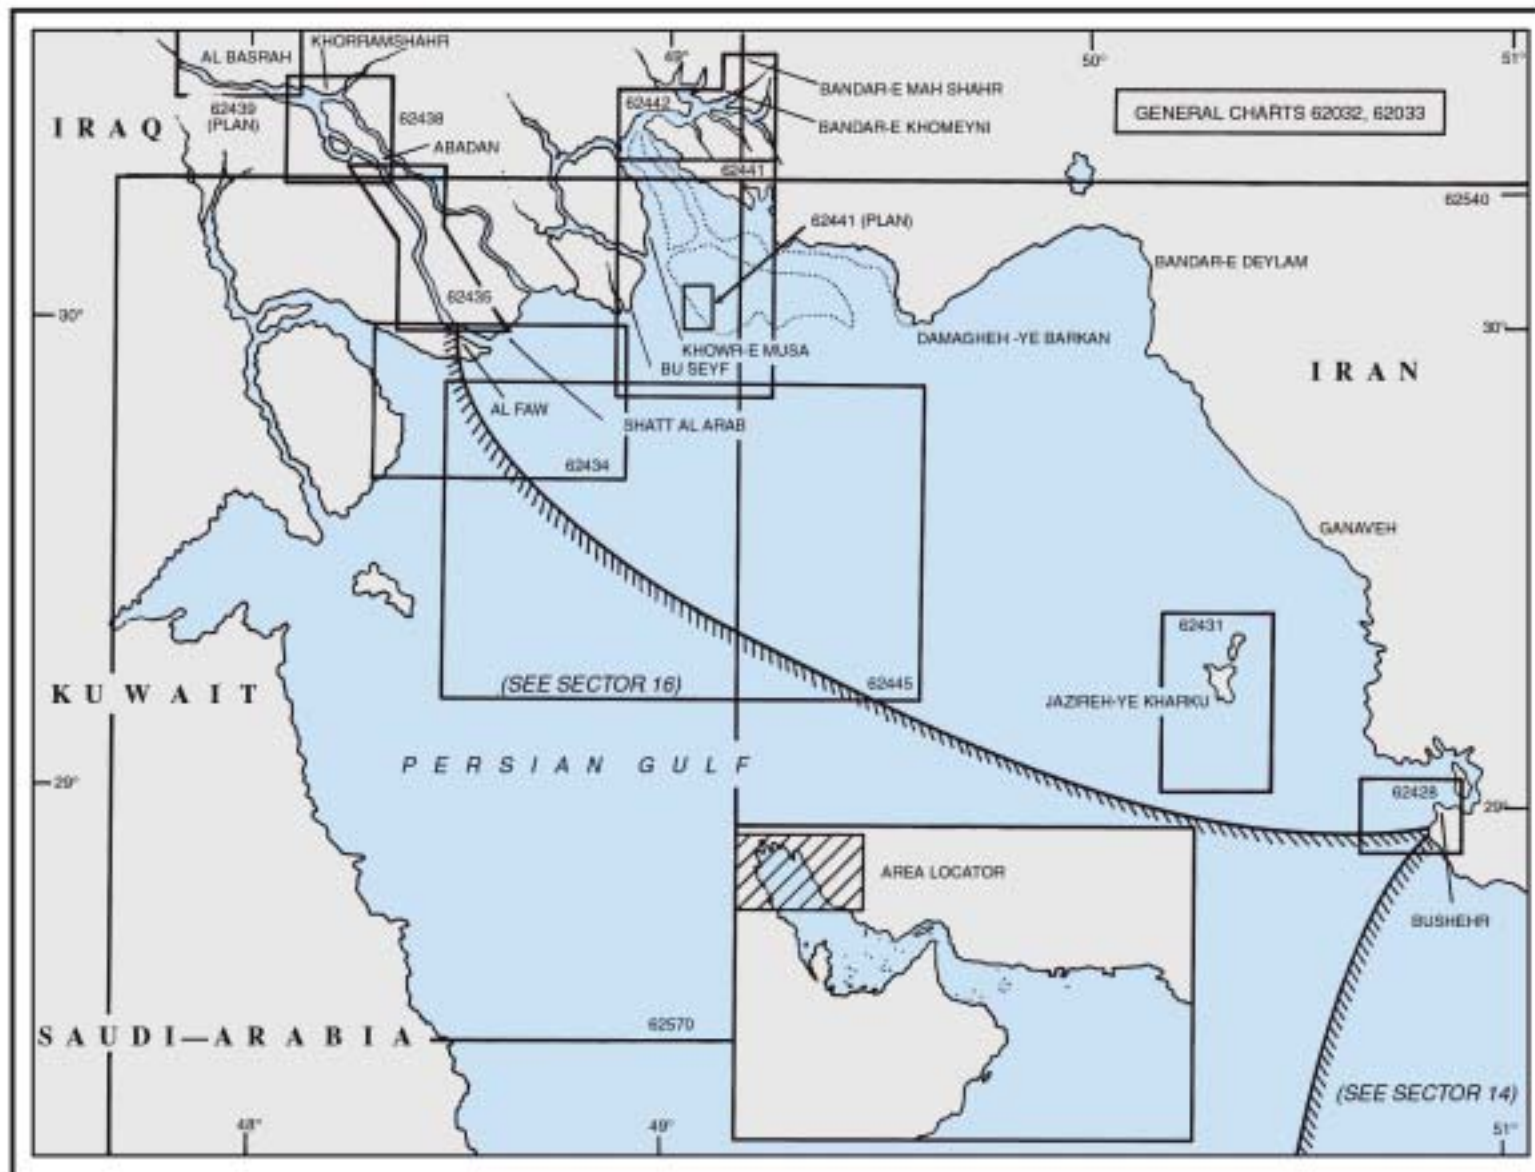 AL BASRAH
KHORRAMSHAHR
49°
50°
51°
62439
(PLAN)
62438
62442
BANDAR-E MAH SHAHR
BANDAR-E KHOMEYNI
GENERAL CHARTS 62032, 62033
IRAQ
ABADAN
62441
62540
62441 (PLAN)
BANDAR-E DEYLAM
62435
30°
30°
KHOWR-E MUSA
BU SEYF
DAMAGHEH -YE BARKAN
IRAN
AL FAW
SHATT AL ARAB
62434
GANAVEH
62431
KUWAIT
(SEE SECTOR 16)
62445
JAZIREH-YE KHARKU
PERSIAN GULF
29°
62428
29°
AREA LOCATOR
BUSHEHR
62570
SAUDI—ARABIA
(SEE SECTOR 14)
48°
49°
51°